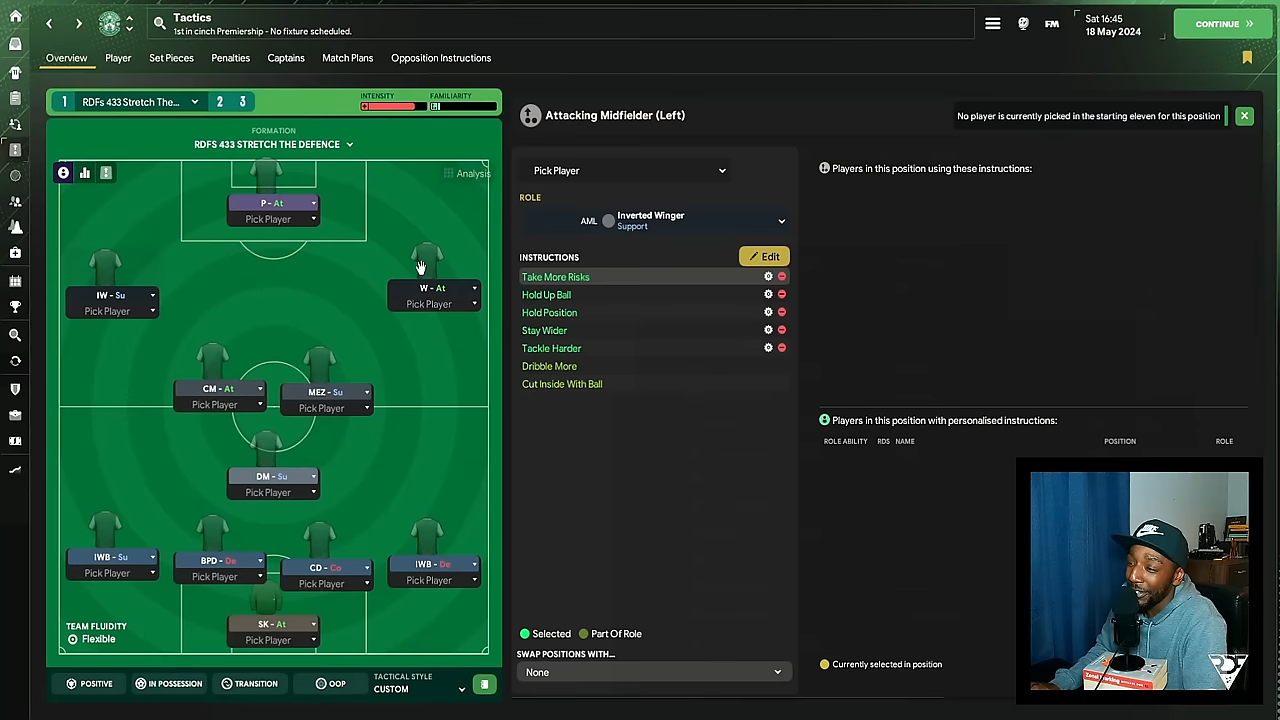 Tactics
1st in cinch Premiership - No fixture scheduled.
FM
Sat 16:45
18 May 2024
CONTINUE
Overview
Player
Set Pieces
Penalties
Captains
Match Plans
Opposition Instructions
1
RDFs 433 Stretch The...
2
3
INTENSITY
FAMILIARITY
FORMATION
RDFS 433 STRETCH THE DEFENCE
Analysis
P - At
Pick Player
IW - Su
Pick Player
W - At
Pick Player
CM - At
Pick Player
MEZ - Su
Pick Player
DM - Su
Pick Player
IWB - Su
Pick Player
BPD - De
Pick Player
CD - Co
Pick Player
IWB - De
Pick Player
SK - At
Pick Player
TEAM FLUIDITY
Flexible
POSITIVE
IN POSSESSION
TRANSITION
OOP
TACTICAL STYLE
CUSTOM
Attacking Midfielder (Left)
No player is currently picked in the starting eleven for this position
Pick Player
ROLE
AML
Inverted Winger
Support
INSTRUCTIONS
Edit
Take More Risks
Hold Up Ball
Hold Position
Stay Wider
Tackle Harder
Dribble More
Cut Inside With Ball
Selected
Part Of Role
SWAP POSITIONS WITH...
None
Players in this position using these instructions:
Players in this position with personalised instructions:
ROLE ABILITY RDS NAME POSITION ROLE
Currently selected in position
Zonal Marking
RDF